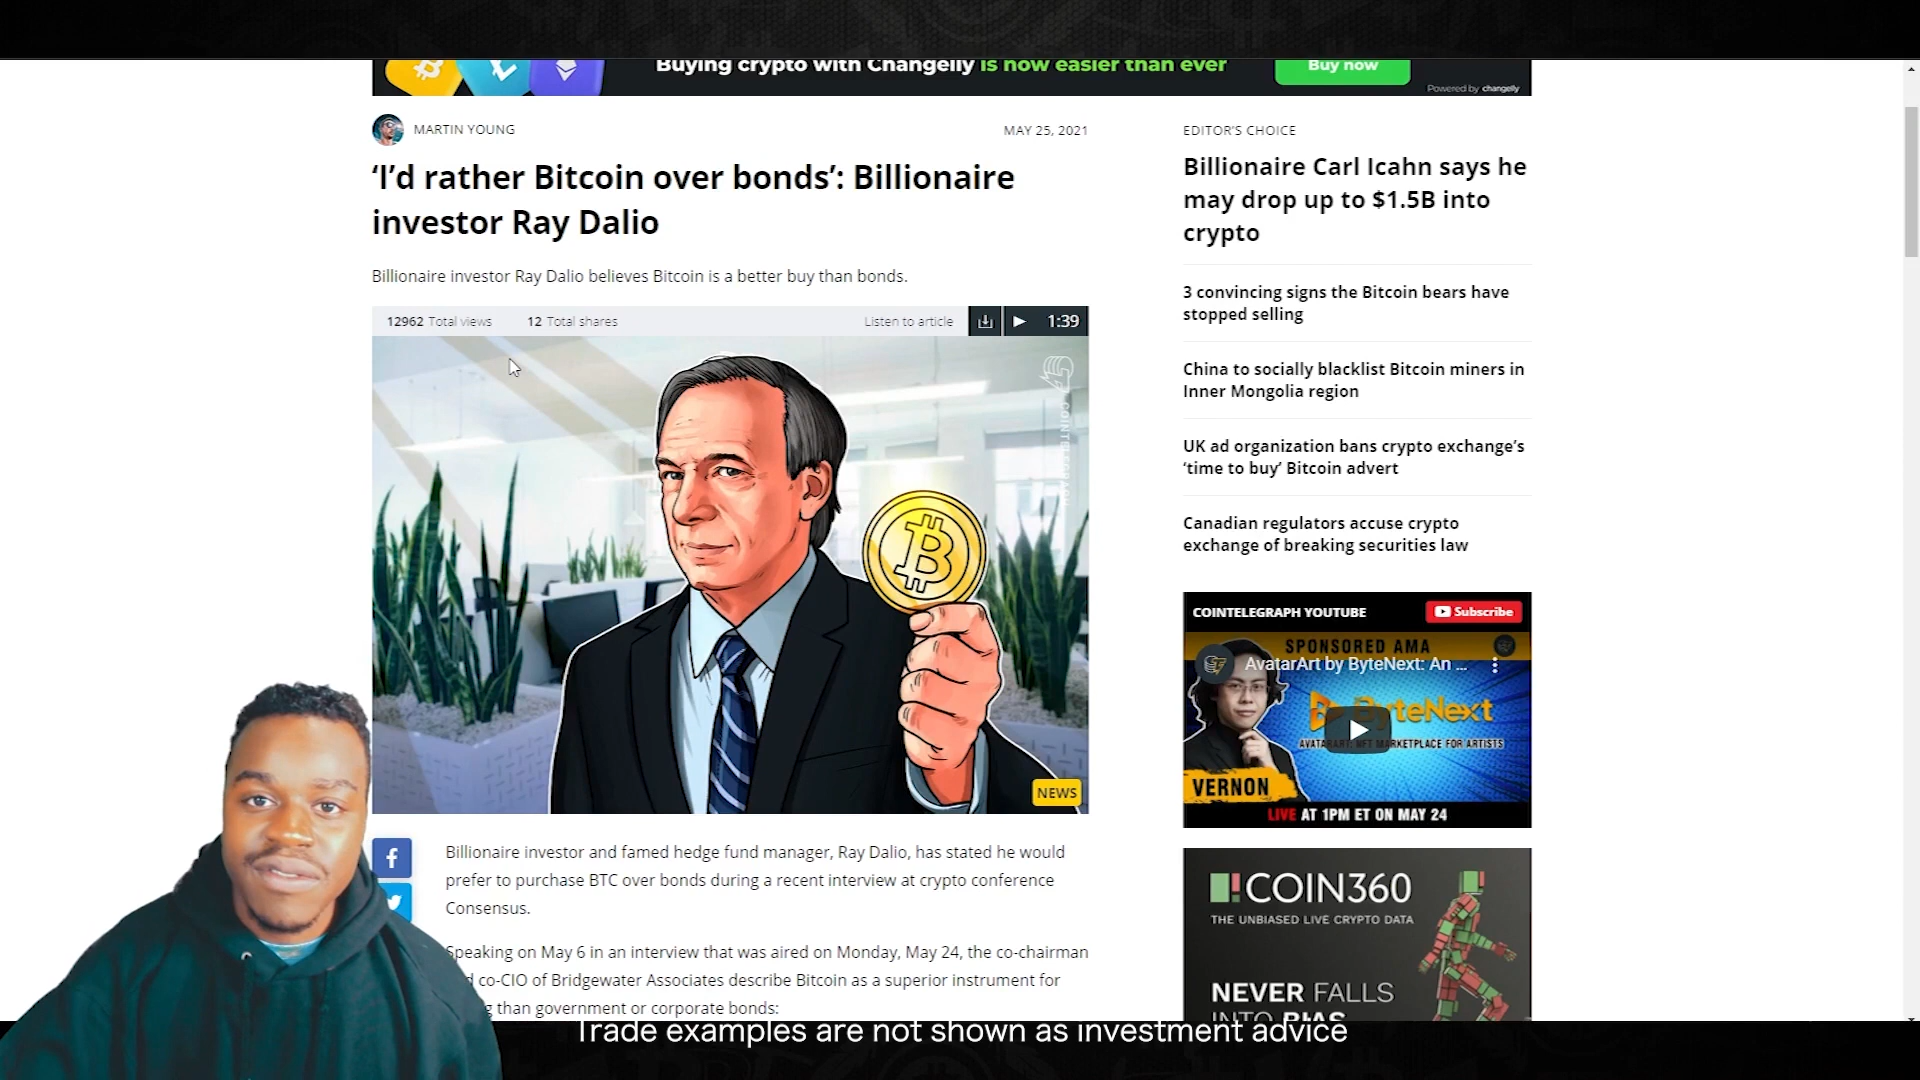 Buying crypto with Changelly is now easier than ever
Buy now
Powered by changelly
MARTIN YOUNG
MAY 25, 2021
‘I’d rather Bitcoin over bonds’: Billionaire
investor Ray Dalio
Billionaire investor Ray Dalio believes Bitcoin is a better buy than bonds.
12962 Total views
12 Total shares
Listen to article
1:39
COINTELEGRAPH
NEWS
Billionaire investor and famed hedge fund manager, Ray Dalio, has stated he would
prefer to purchase BTC over bonds during a recent interview at crypto conference
Consensus.
Speaking on May 6 in an interview that was aired on Monday, May 24, the co-chairman
co-CIO of Bridgewater Associates describe Bitcoin as a superior instrument for
than government or corporate bonds:
EDITOR’S CHOICE
Billionaire Carl Icahn says he
may drop up to $1.5B into
crypto
3 convincing signs the Bitcoin bears have
stopped selling
China to socially blacklist Bitcoin miners in
Inner Mongolia region
UK ad organization bans crypto exchange’s
‘time to buy’ Bitcoin advert
Canadian regulators accuse crypto
exchange of breaking securities law
COINTELEGRAPH YOUTUBE
Subscribe
SPONSORED AMA
AvatarArt by ByteNext: An ...
ByteNext
AVATARART: NFT MARKETPLACE FOR ARTISTS
VERNON
LIVE AT 1PM ET ON MAY 24
COIN360
THE UNBIASED LIVE CRYPTO DATA
NEVER FALLS
INTO BIAS
Trade examples are not shown as investment advice